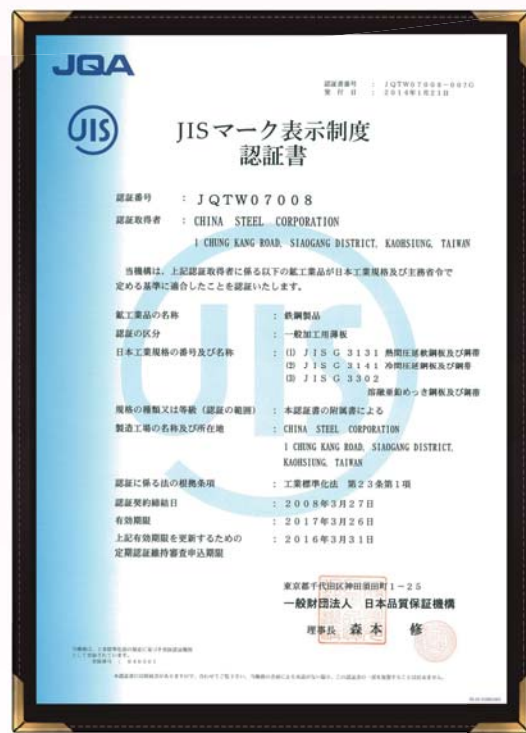 JQA
認証書番号 : JQTW07008-007G
発行日 : 2014年1月21日
JIS
JISマーク表示制度
認証書
認証番号 : JQTW07008
認証取得者 : CHINA STEEL CORPORATION
1 CHUNG KANG ROAD, SIAOGANG DISTRICT, KAOHSIUNG, TAIWAN
当機構は、上記認証取得者に係る以下の鉱工業品が日本工業規格及び主務省令で
定める基準に適合したことを認証いたします。
鉱工業品の名称 : 鉄鋼製品
認証の区分 : 一般加工用薄板
日本工業規格の番号及び名称 : (1) JIS G 3131 熱間圧延軟鋼板及び鋼帯
(2) JIS G 3141 冷間圧延鋼板及び鋼帯
(3) JIS G 3302
溶融亜鉛めっき鋼板及び鋼帯
規格の種類又は等級(認証の範囲) : 本認証書の附属書による
製造工場の名称及び所在地 : CHINA STEEL CORPORATION
1 CHUNG KANG ROAD, SIAOGANG DISTRICT,
KAOHSIUNG, TAIWAN
認証に係る法の根拠条項 : 工業標準化法 第23条第1項
認証契約締結日 : 2008年3月27日
有効期限 : 2017年3月26日
上記有効期限を更新するための : 2016年3月31日
定期認証維持審査申込期限
東京都千代田区神田須田町1-25
一般財団法人 日本品質保証機構
理事長 森本 修